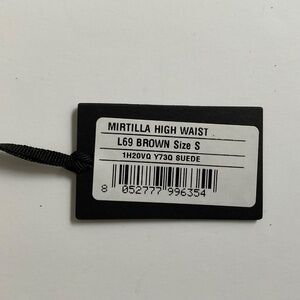 MIRTILLA HIGH WAIST
L69 BROWN Size S
1H20VQ Y73Q SUEDE
8 052777 996354